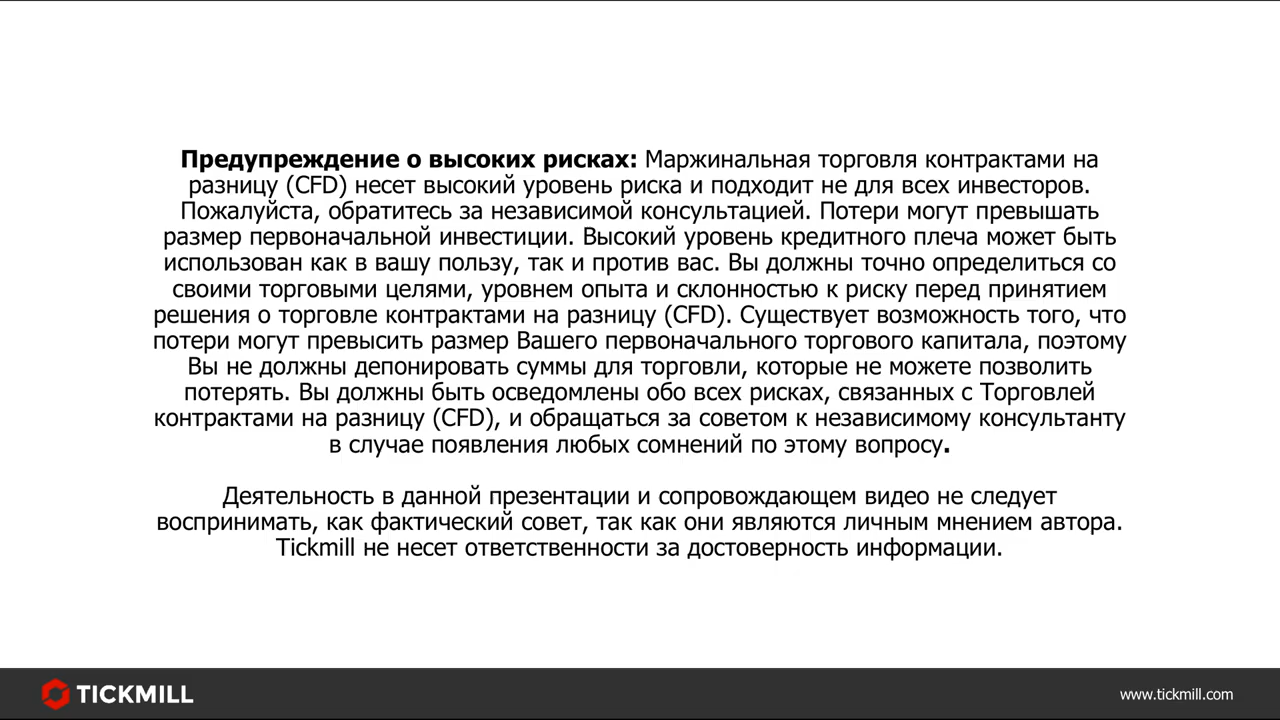 Предупреждение о высоких рисках: Маржинальная торговля контрактами на
разницу (CFD) несет высокий уровень риска и подходит не для всех инвесторов.
Пожалуйста, обратитесь за независимой консультацией. Потери могут превышать
размер первоначальной инвестиции. Высокий уровень кредитного плеча может быть
использован как в вашу пользу, так и против вас. Вы должны точно определиться со
своими торговыми целями, уровнем опыта и склонностью к риску перед принятием
решения о торговле контрактами на разницу (CFD). Существует возможность того, что
потери могут превысить размер Вашего первоначального торгового капитала, поэтому
Вы не должны депонировать суммы для торговли, которые не можете позволить
потерять. Вы должны быть осведомлены обо всех рисках, связанных с Торговлей
контрактами на разницу (CFD), и обращаться за советом к независимому консультанту
в случае появления любых сомнений по этому вопросу.
Деятельность в данной презентации и сопровождающем видео не следует
воспринимать, как фактический совет, так как они являются личным мнением автора.
Tickmill не несет ответственности за достоверность информации.
TICKMILL
www.tickmill.com